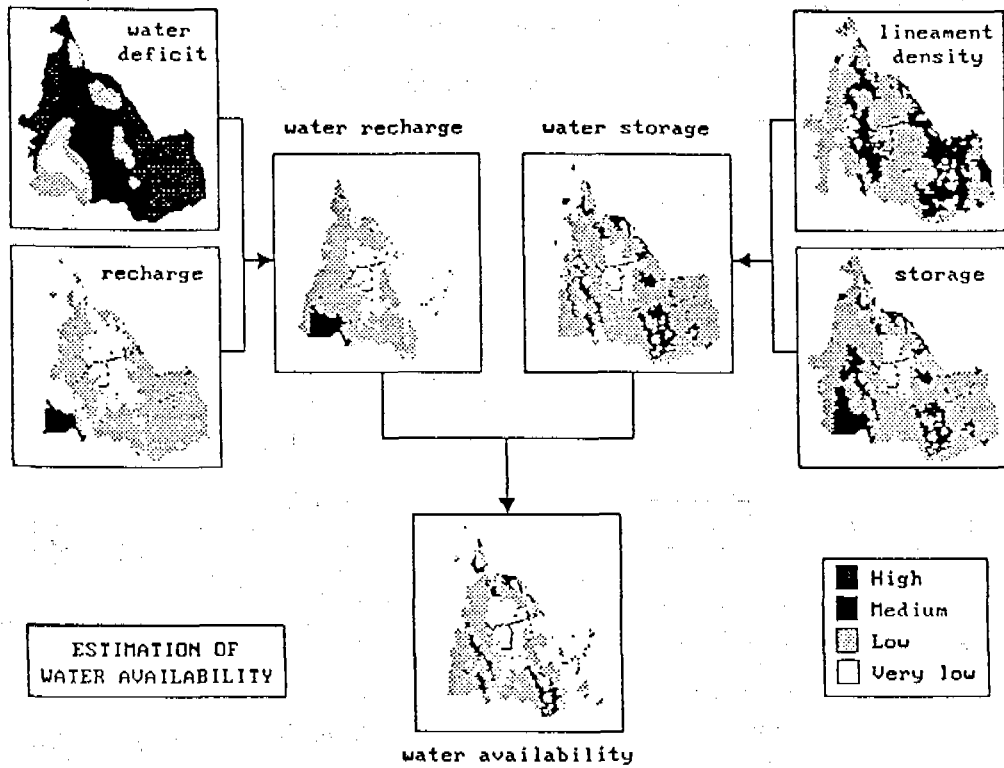 water
deficit
lineament
density
water recharge
water storage
recharge
storage
High
Medium
Low
Very low
ESTIMATION OF
WATER AVAILABILITY
water availability